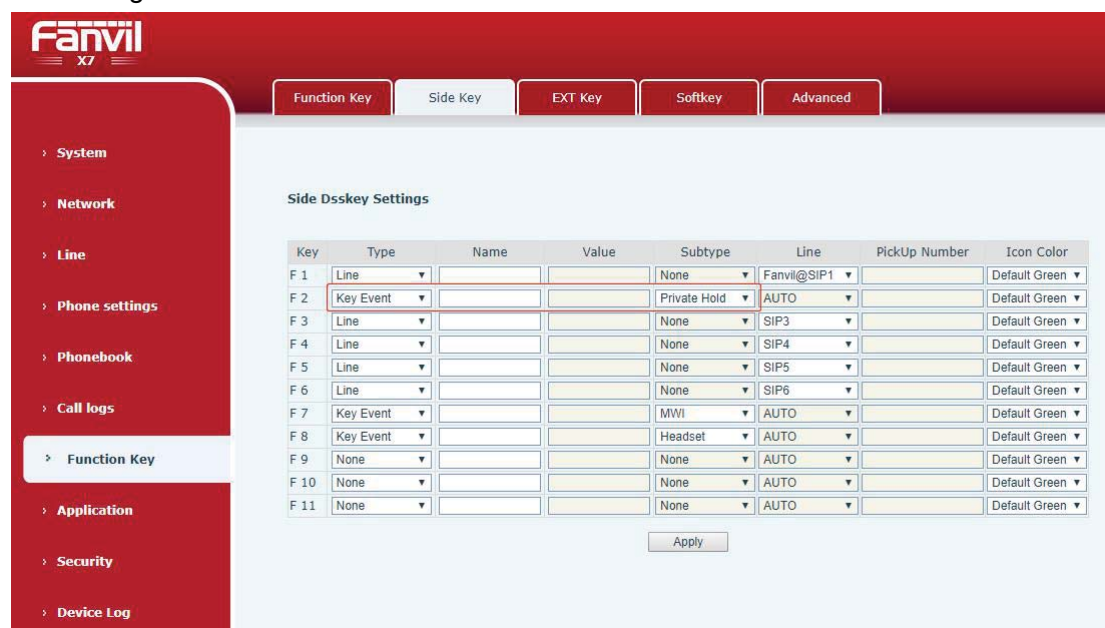 Fanvil
X7
Function Key Side Key EXT Key Softkey Advanced
› System
› Network
› Line
› Phone settings
› Phonebook
› Call logs
› Function Key
› Application
› Security
› Device Log
Side Dsskey Settings
Key Type Name Value Subtype Line PickUp Number Icon Color
F 1 Line None Fanvil@SIP1 Default Green
F 2 Key Event Private Hold AUTO Default Green
F 3 Line None SIP3 Default Green
F 4 Line None SIP4 Default Green
F 5 Line None SIP5 Default Green
F 6 Line None SIP6 Default Green
F 7 Key Event MWI AUTO Default Green
F 8 Key Event Headset AUTO Default Green
F 9 None None AUTO Default Green
F 10 None None AUTO Default Green
F 11 None None AUTO Default Green
Apply